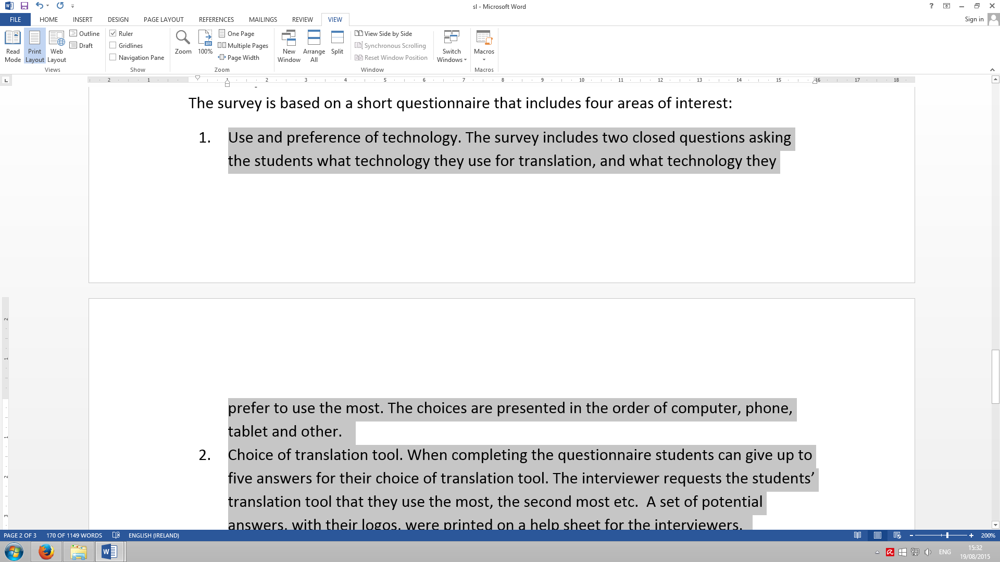 sl - Microsoft Word
FILE HOME INSERT DESIGN PAGE LAYOUT REFERENCES MAILINGS REVIEW VIEW Sign in
Read Mode
Print Layout
Web Layout
Outline
Draft
Views
Ruler
Gridlines
Navigation Pane
Show
Zoom
100%
One Page
Multiple Pages
Page Width
Zoom
New Window
Arrange All
Split
View Side by Side
Synchronous Scrolling
Reset Window Position
Window
Switch Windows
Macros
Macros
2 1 1 2 3 4 5 6 7 8 9 10 11 12 13 14 15 16 17 18
The survey is based on a short questionnaire that includes four areas of interest:
1. Use and preference of technology. The survey includes two closed questions asking
the students what technology they use for translation, and what technology they
prefer to use the most. The choices are presented in the order of computer, phone,
tablet and other.
2. Choice of translation tool. When completing the questionnaire students can give up to
five answers for their choice of translation tool. The interviewer requests the students’
translation tool that they use the most, the second most etc.  A set of potential
answers, with their logos, were printed on a help sheet for the interviewers.
2 1 1 2 3
PAGE 2 OF 3 170 OF 1149 WORDS ENGLISH (IRELAND) 200%
ENG 15:32
19/08/2015